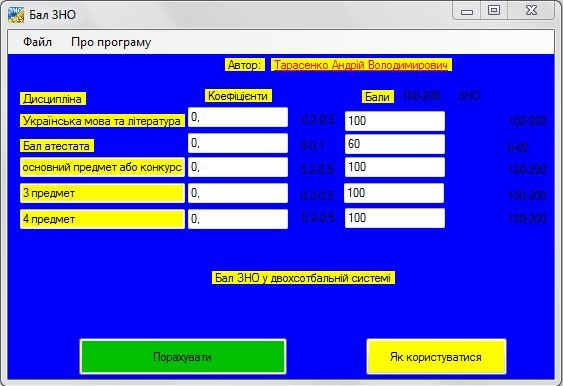 Бал ЗНО
Файл Про програму
Автор: Тарасенко Андрій Володимирович
Дисципліна Коефіцієнти Бали 100-200 ЗНО
Українська мова та література 0, 0,2-0,5 100 100-200
Бал атестата 0, 0-0,1 60 0-60
основний предмет або конкурс 0, 0,2-0,5 100 100-200
3 предмет 0, 0,2-0,5 100 100-200
4 предмет 0, 0,2-0,5 100 100-200
Бал ЗНО у двохсотбальній системі
Порахувати Як користуватися